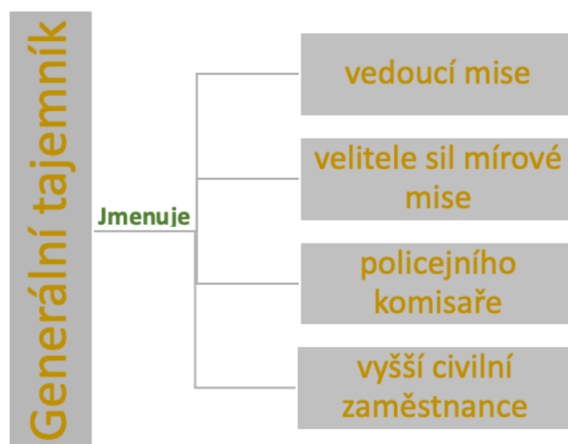 Generální tajemník
Jmenuje
vedoucí mise
velitele sil mírové
mise
policejního
komisaře
vyšší civilní
zaměstnance